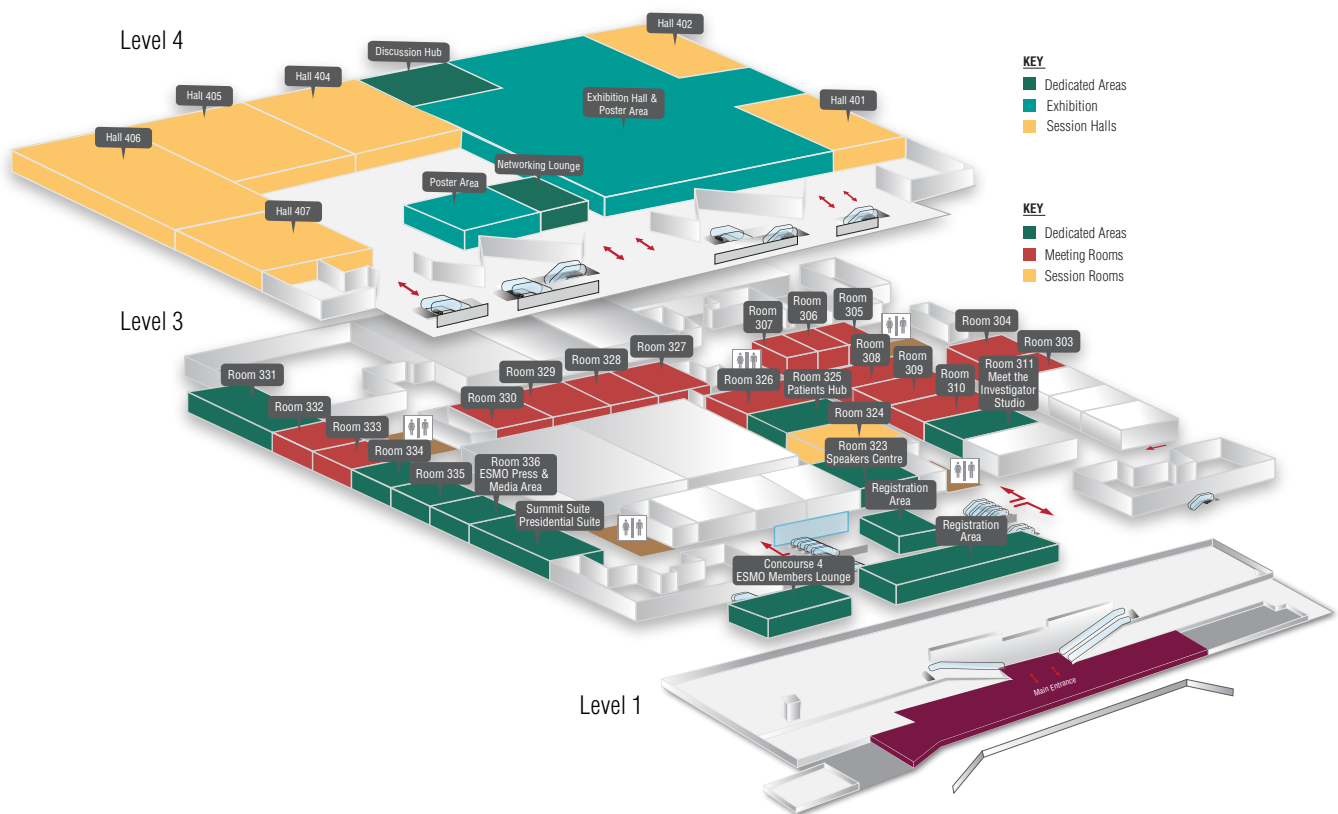 Level 4
Hall 402
Discussion Hub
Hall 404
Hall 405
Hall 406
Exhibition Hall &
Poster Area
Hall 401
Networking Lounge
Poster Area
Hall 407
KEY
Dedicated Areas
Exhibition
Session Halls
KEY
Dedicated Areas
Meeting Rooms
Session Rooms
Level 3
Room
307
Room
306
Room
305
Room 304
Room 303
Room
308
Room
309
Room
310
Room 311
Meet the
Investigator
Studio
Room 327
Room 328
Room 329
Room 330
Room 326
Room 325
Patients Hub
Room 324
Room 323
Speakers Centre
Room 331
Room 332
Room 333
Room 334
Room 335
Room 336
ESMO Press &
Media Area
Summit Suite
Presidential Suite
Registration
Area
Registration
Area
Concourse 4
ESMO Members Lounge
Level 1
Main Entrance